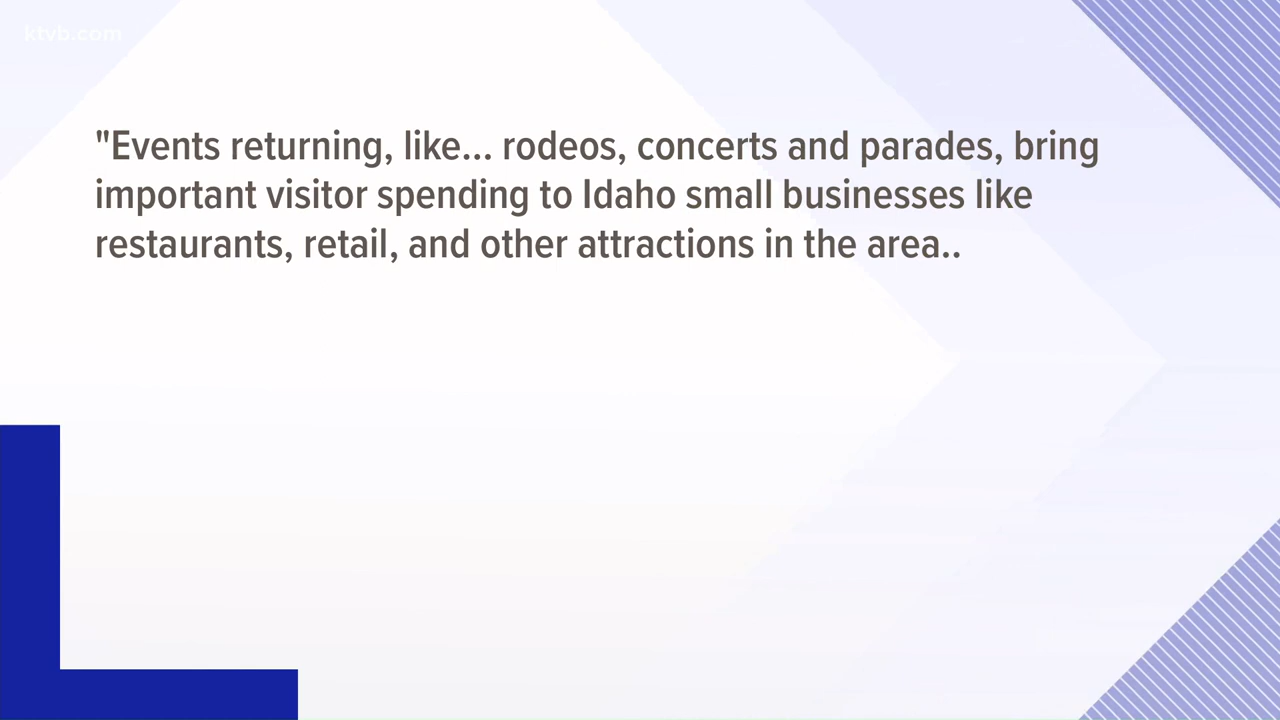 ktvb.com
"Events returning, like... rodeos, concerts and parades, bring
important visitor spending to Idaho small businesses like
restaurants, retail, and other attractions in the area..